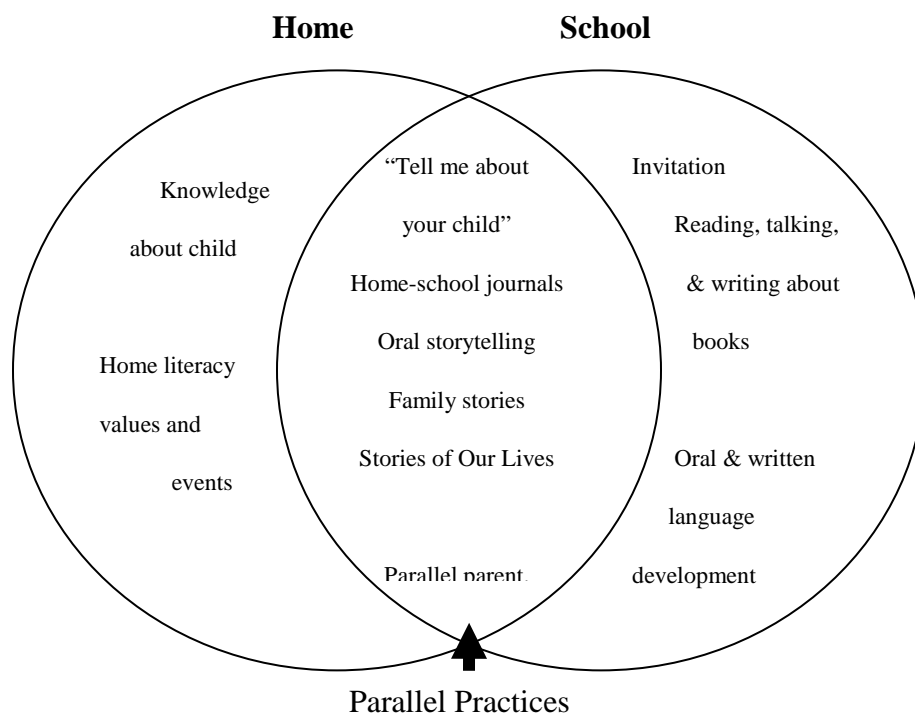 Home
School
Knowledge
about child
Home literacy
values and
events
“Tell me about
your child”
Home-school journals
Oral storytelling
Family stories
Stories of Our Lives
Parallel parent,
Invitation
Reading, talking,
& writing about
books
Oral & written
language
development
Parallel Practices